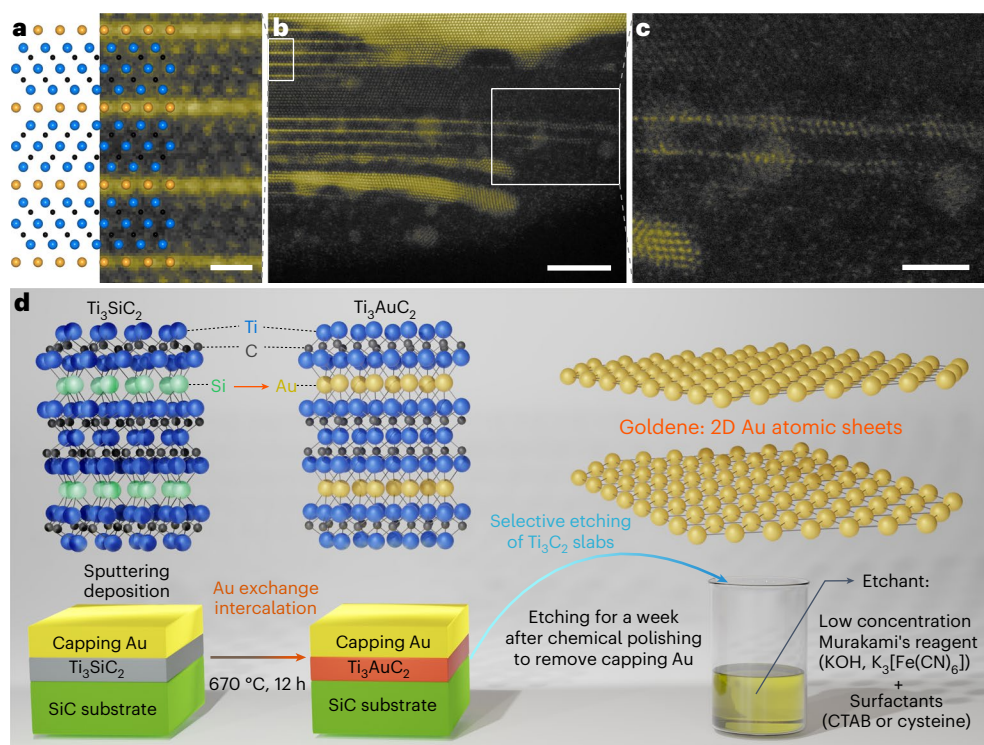 a
b
c
d
Ti₃SiC₂
Ti₃AuC₂
Ti
C
Si
Au
Goldene: 2D Au atomic sheets
Selective etching
of Ti₃C₂ slabs
Sputtering
deposition
Au exchange
intercalation
Capping Au
Ti₃SiC₂
SiC substrate
670 °C, 12 h
Capping Au
Ti₃AuC₂
SiC substrate
Etching for a week
after chemical polishing
to remove capping Au
Etchant:
Low concentration
Murakami's reagent
(KOH, K₃[Fe(CN)₆])
+
Surfactants
(CTAB or cysteine)